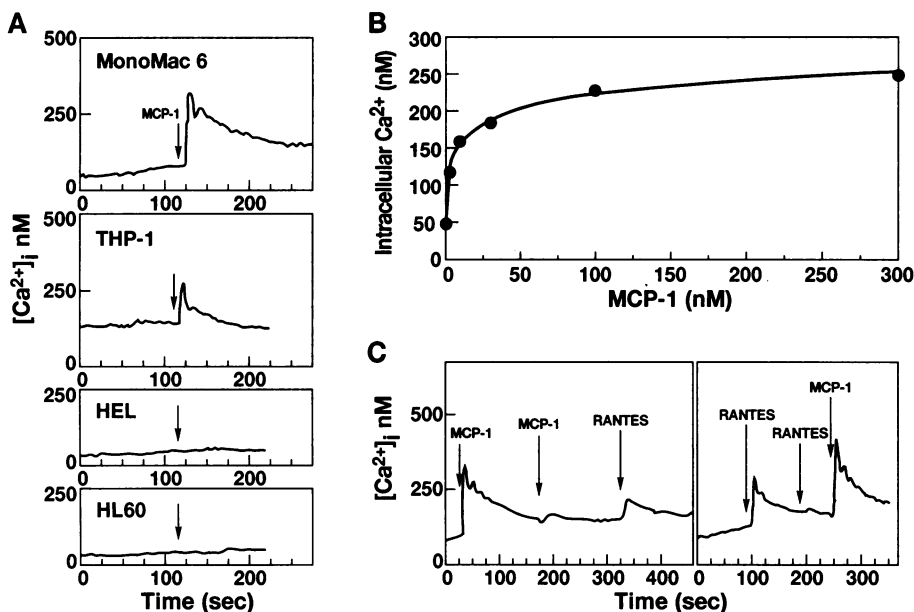 A
500
MonoMac 6
250
MCP-1
0
0 100 200
500
THP-1
250
0
0 100 200
250
HEL
0
0 100 200
250
HL60
0
0 100 200
[Ca2+]i nM
Time (sec)
B
300
250
200
150
100
50
0
Intracellular Ca2+ (nM)
0 50 100 150 200 250 300
MCP-1 (nM)
C
500
250
0
[Ca2+]i nM
MCP-1
MCP-1
RANTES
0 100 200 300 400
RANTES
RANTES
MCP-1
0 100 200 300
Time (sec)